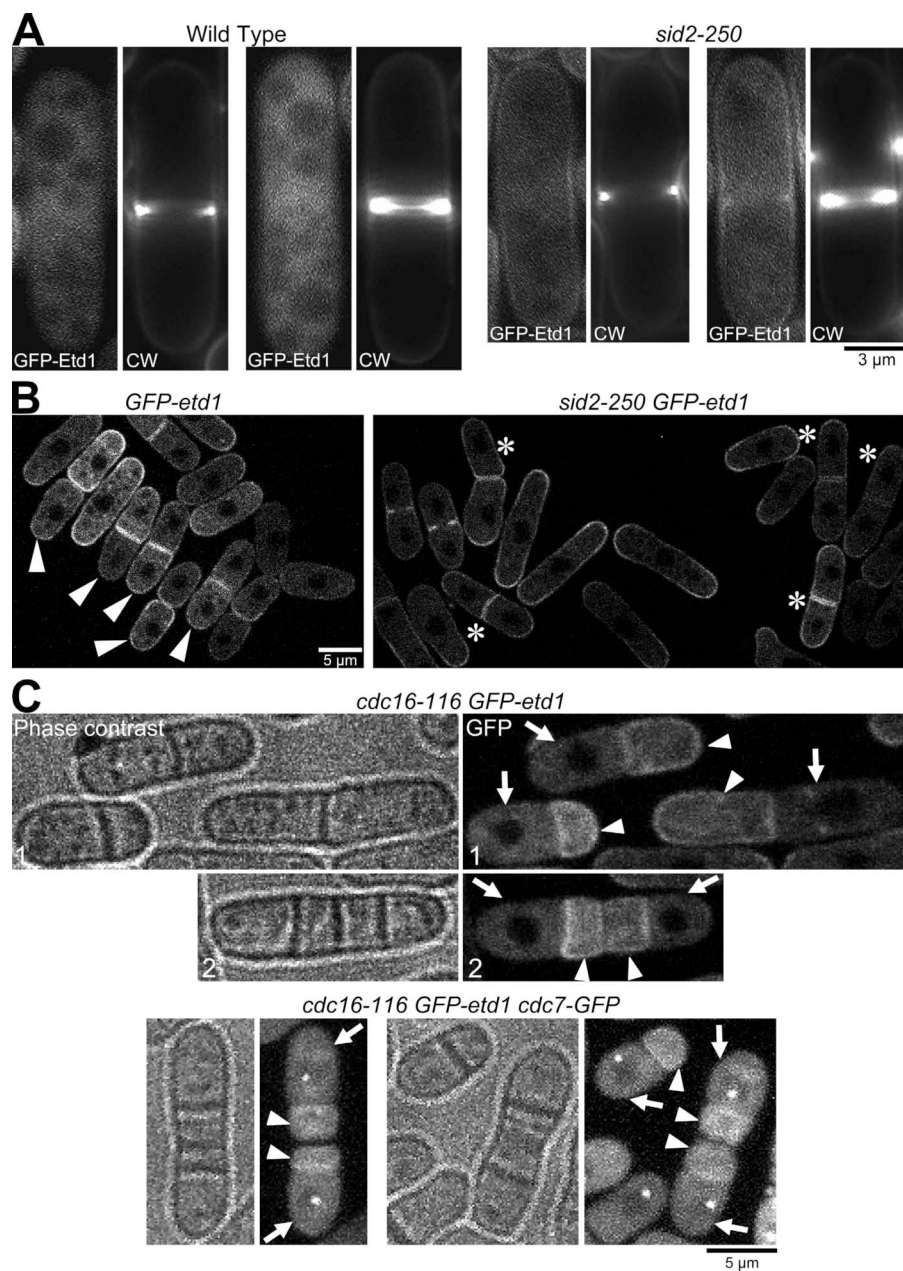 A
Wild Type
sid2-250
GFP-Etd1 CW GFP-Etd1 CW GFP-Etd1 CW GFP-Etd1 CW
3 µm
B
GFP-etd1
sid2-250 GFP-etd1
* * * * *
5 µm
C
cdc16-116 GFP-etd1
Phase contrast GFP
1 1
2 2
cdc16-116 GFP-etd1 cdc7-GFP
5 µm